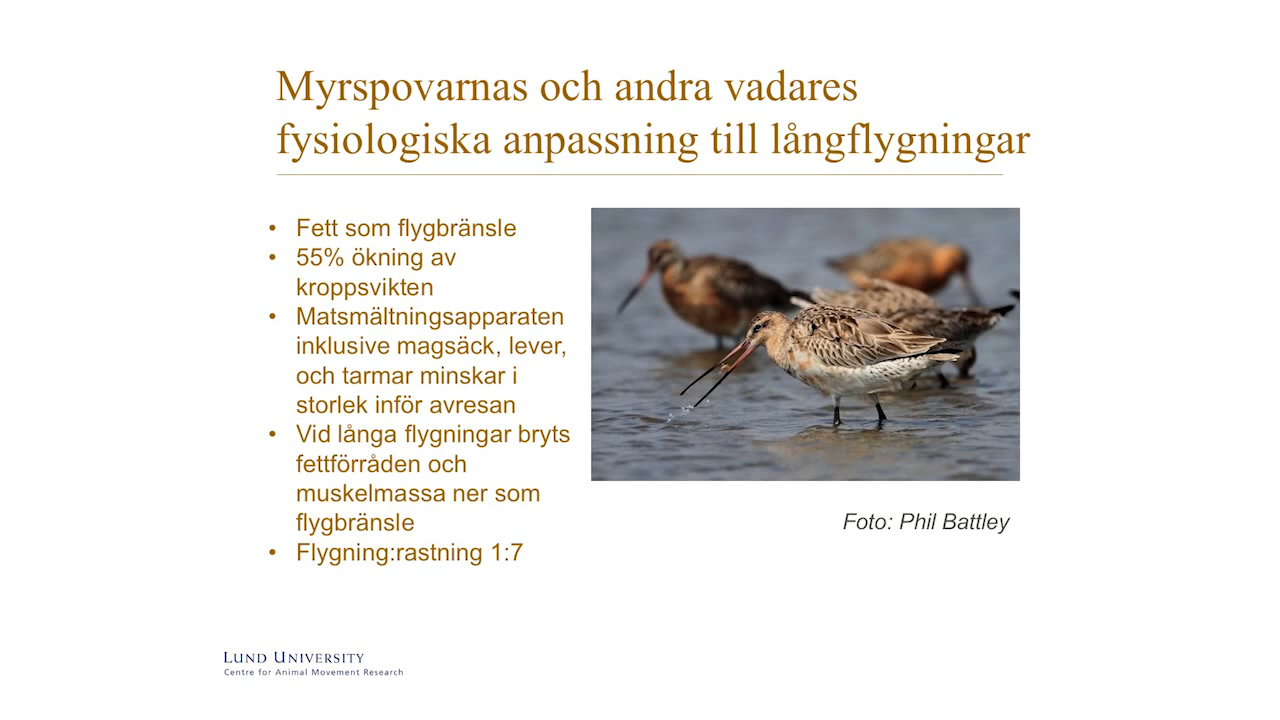 Myrspovarnas och andra vadares
fysiologiska anpassning till långflygningar
• Fett som flygbränsle
• 55% ökning av
kroppsvikten
• Matsmältningsapparaten
inklusive magsäck, lever,
och tarmar minskar i
storlek inför avresan
• Vid långa flygningar bryts
fettförråden och
muskelmassa ner som
flygbränsle
• Flygning:rastning 1:7
Foto: Phil Battley
LUND UNIVERSITY
Centre for Animal Movement Research